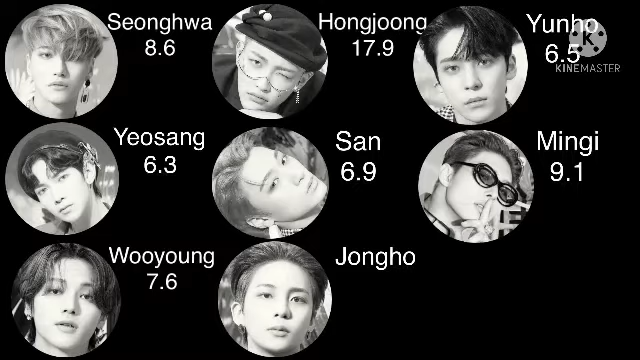 Seonghwa
8.6
Hongjoong
17.9
Yunho
6.5
KINEMASTER
Yeosang
6.3
San
6.9
Mingi
9.1
Wooyoung
7.6
Jongho